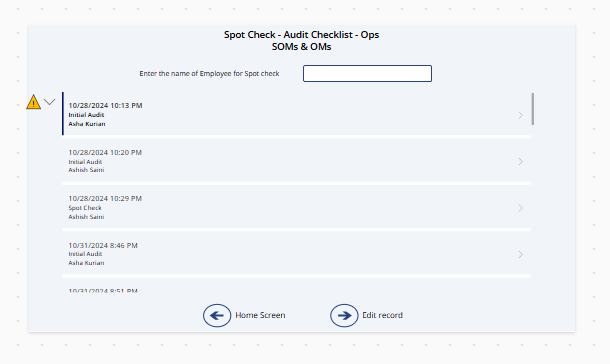 Spot Check - Audit Checklist - Ops
SOMs & OMs
Enter the name of Employee for Spot check
10/28/2024 10:13 PM
Initial Audit
Asha Kurian
10/28/2024 10:20 PM
Initial Audit
Ashish Saini
10/28/2024 10:29 PM
Spot Check
Ashish Saini
10/31/2024 8:46 PM
Initial Audit
Asha Kurian
10/31/2024 8:51 PM
Home Screen
Edit record